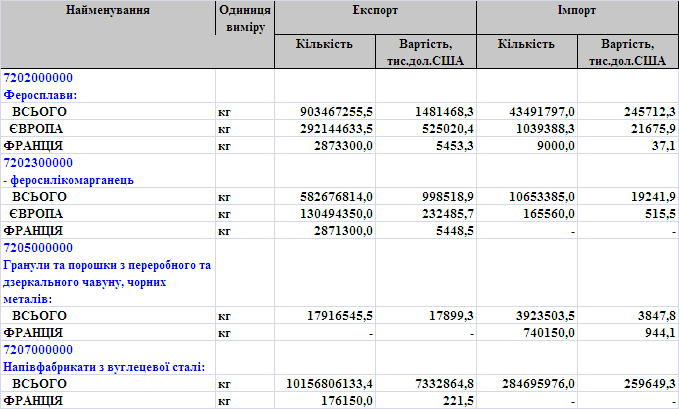 Найменування Одиниця виміру Експорт Імпорт
Кількість Вартість, тис.дол.США Кількість Вартість, тис.дол.США
7202000000
Феросплави:
ВСЬОГО кг 903467255,5 1481468,3 43491797,0 245712,3
ЄВРОПА кг 292144633,5 525020,4 1039388,3 21675,9
ФРАНЦІЯ кг 2873300,0 5453,3 9000,0 37,1
7202300000
- феросилікомарганець
ВСЬОГО кг 582676814,0 998518,9 10653385,0 19241,9
ЄВРОПА кг 130494350,0 232485,7 165560,0 515,5
ФРАНЦІЯ кг 2871300,0 5448,5 - -
7205000000
Гранули та порошки з переробного та
дзеркального чавуну, чорних
металів:
ВСЬОГО кг 17916545,5 17899,3 3923503,5 3847,8
ФРАНЦІЯ кг - - 740150,0 944,1
7207000000
Напівфабрикати з вуглецевої сталі:
ВСЬОГО кг 10156806133,4 7332864,8 284695976,0 259649,3
ФРАНЦІЯ кг 176150,0 221,5 - -